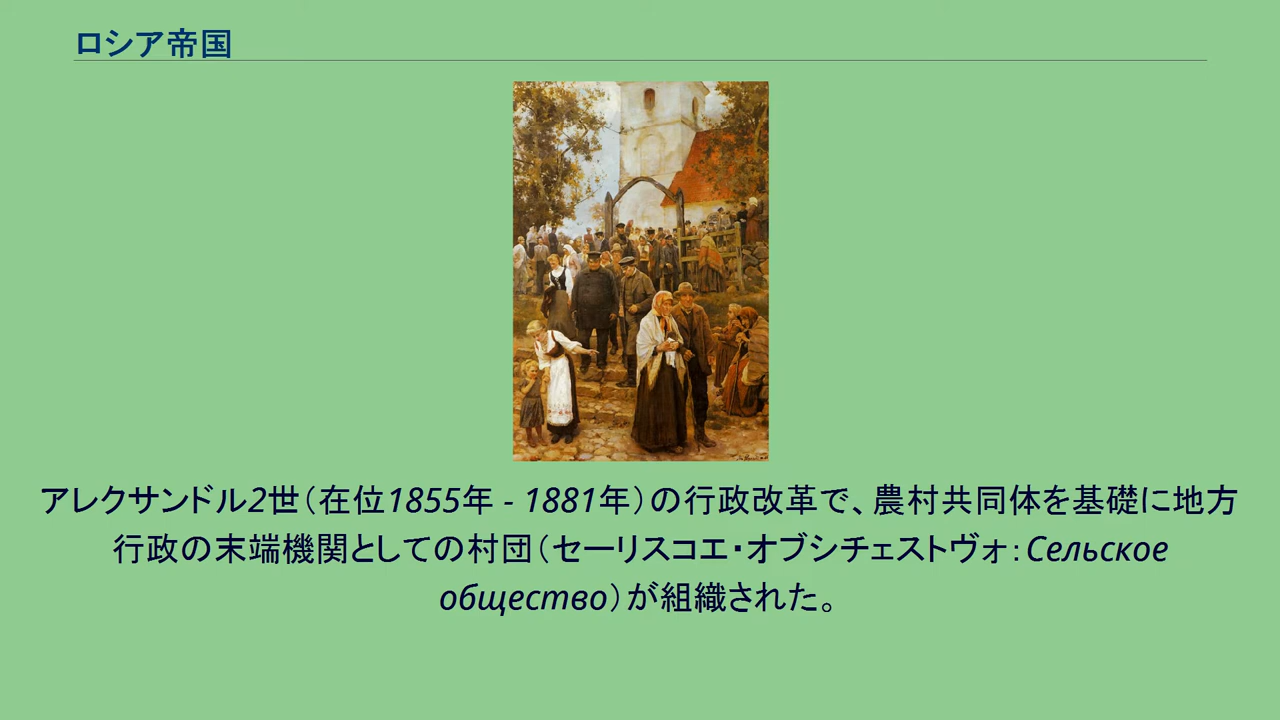 ロシア帝国
アレクサンドル2世（在位1855年 - 1881年）の行政改革で、農村共同体を基礎に地方
行政の末端機関としての村団（セーリスコエ・オブシチェストヴォ：Сельское
общество）が組織された。